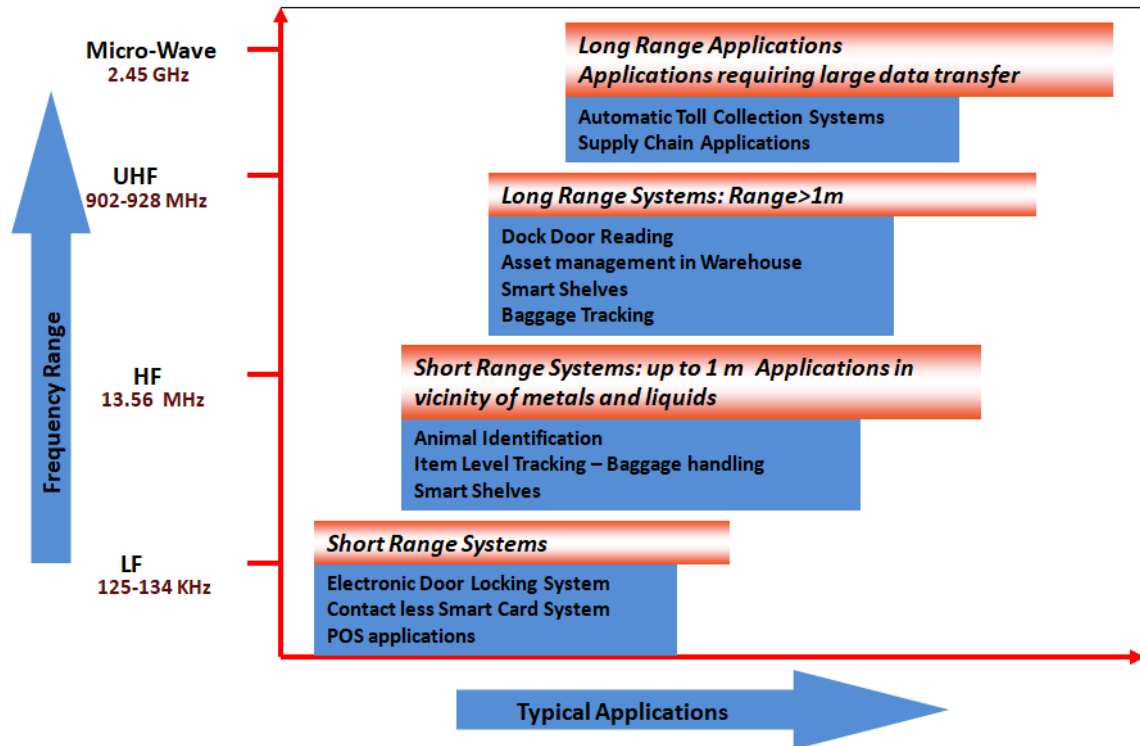 Micro-Wave
2.45 GHz
Long Range Applications
Applications requiring large data transfer
Automatic Toll Collection Systems
Supply Chain Applications
UHF
902-928 MHz
Long Range Systems: Range>1m
Dock Door Reading
Asset management in Warehouse
Smart Shelves
Baggage Tracking
HF
13.56 MHz
Short Range Systems: up to 1 m Applications in
vicinity of metals and liquids
Animal Identification
Item Level Tracking – Baggage handling
Smart Shelves
LF
125-134 KHz
Short Range Systems
Electronic Door Locking System
Contact less Smart Card System
POS applications
Frequency Range
Typical Applications